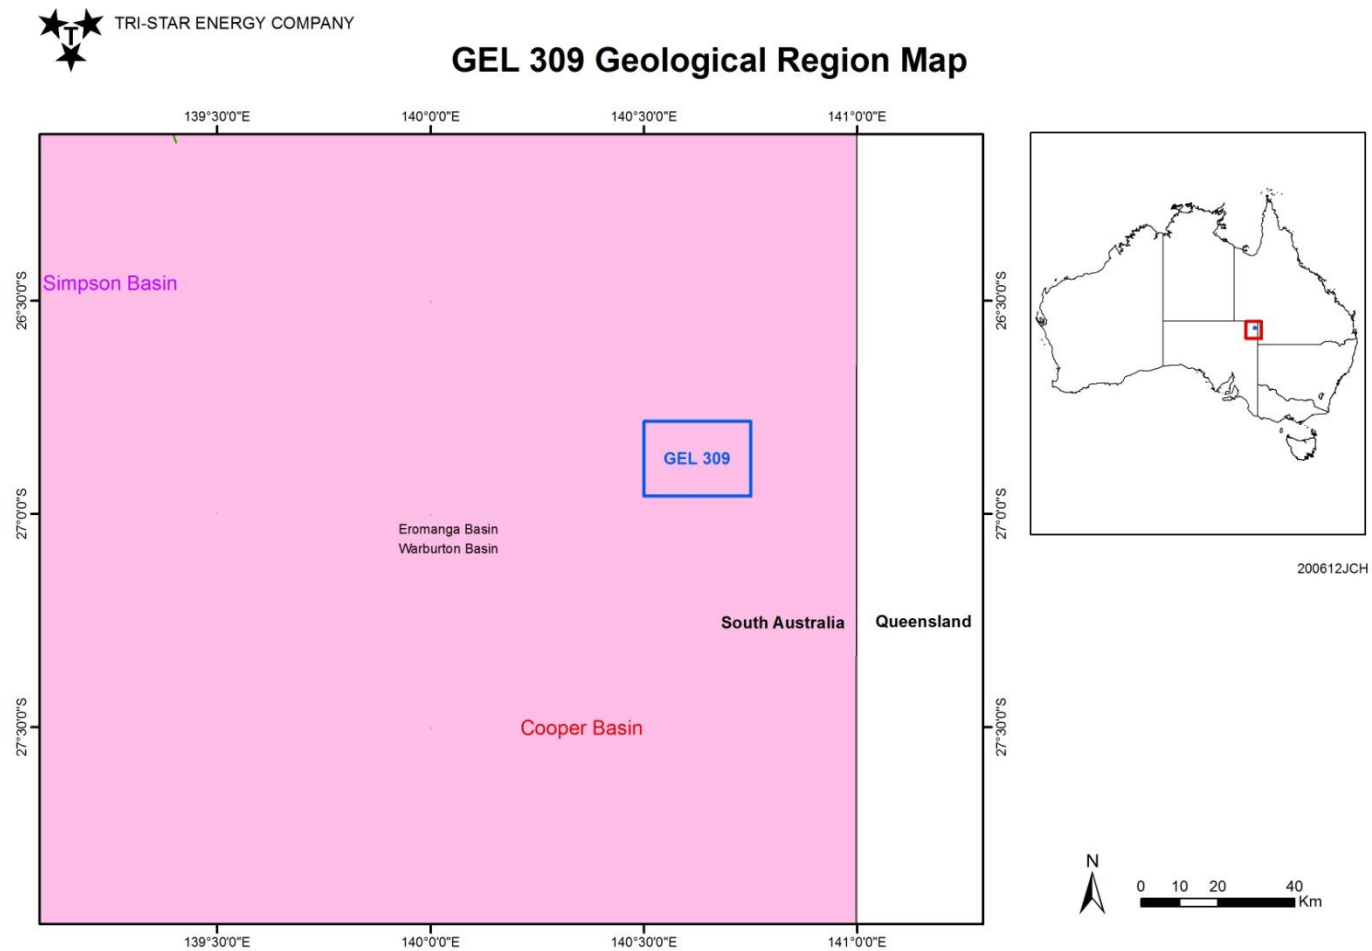 TRI-STAR ENERGY COMPANY
T
GEL 309 Geological Region Map
139°30'0"E 140°0'0"E 140°30'0"E 141°0'0"E
Simpson Basin
26°30'0"S 26°30'0"S
GEL 309
27°0'0"S 27°0'0"S
Eromanga Basin
Warburton Basin
200612JCH
South Australia Queensland
27°30'0"S 27°30'0"S
Cooper Basin
N
0 10 20 40
Km
139°30'0"E 140°0'0"E 140°30'0"E 141°0'0"E